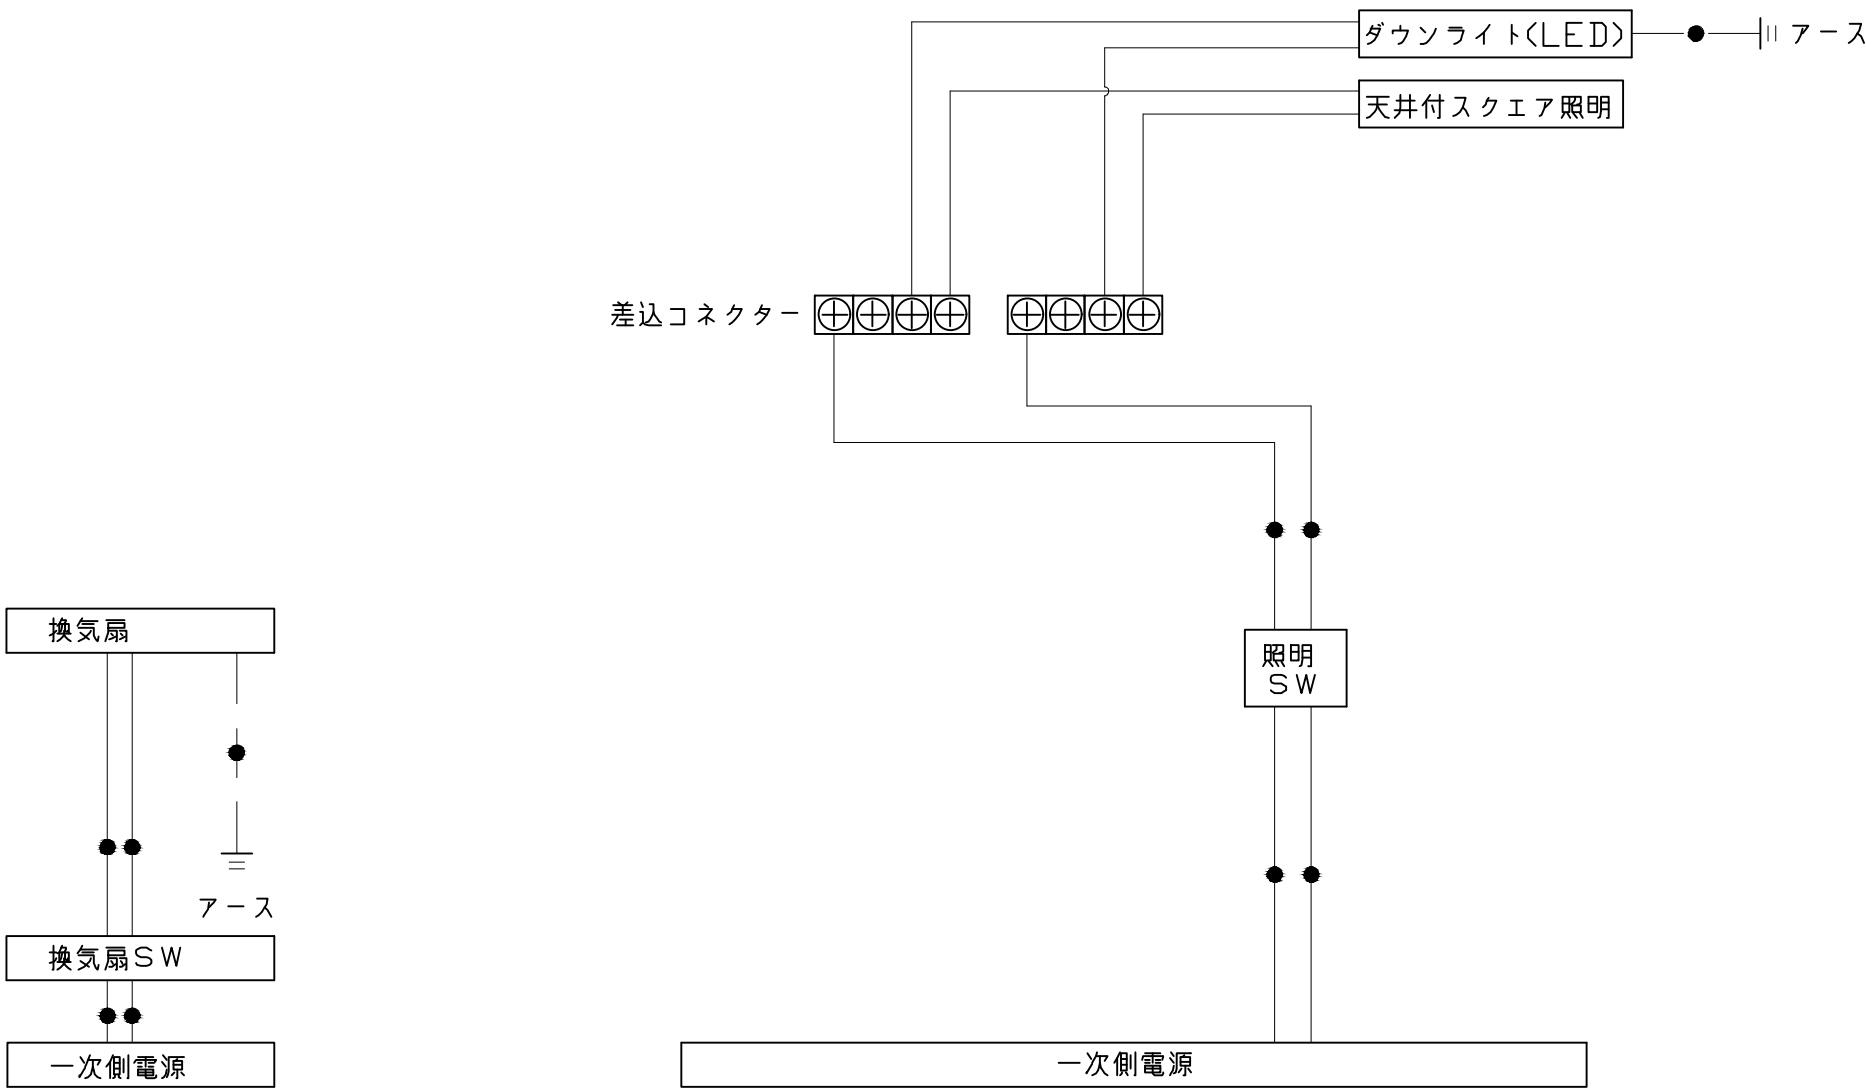 ダウンライト(LED)
アース
天井付スクエア照明
差込コネクター
換気扇
照明
SW
アース
換気扇SW
一次側電源
一次側電源